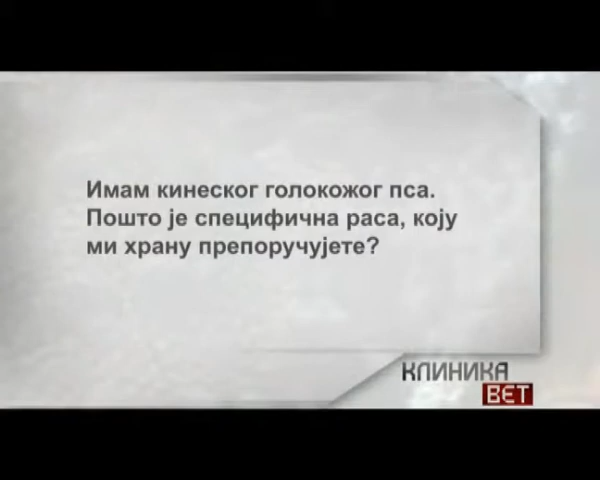 Имам кинеског голокожог пса.
Пошто је специфична раса, коју
ми храну препоручујете?
КЛИНИКА
ВЕТ